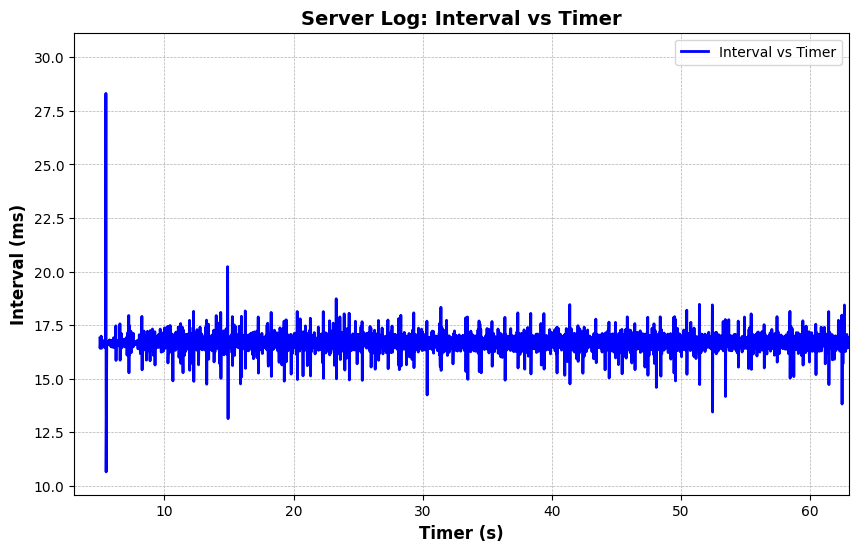 Server Log: Interval vs Timer
Interval vs Timer
30.0
27.5
25.0
22.5
20.0
17.5
15.0
12.5
10.0
Interval (ms)
10 20 30 40 50 60
Timer (s)